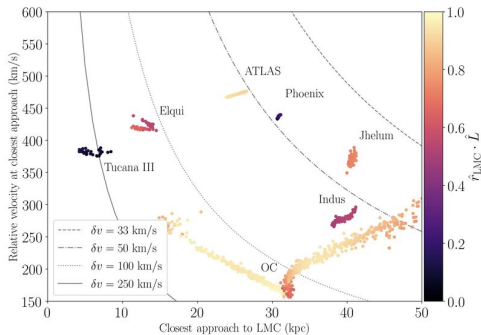 600
550
500
450
400
350
300
250
200
150
Relative velocity at closest approach (km/s)
ATLAS
Phoenix
Elqui
Jhelum
Tucana III
Indus
OC
δv = 33 km/s
δv = 50 km/s
δv = 100 km/s
δv = 250 km/s
0
10
20
30
40
50
Closest approach to LMC (kpc)
1.0
0.8
0.6
0.4
0.2
0.0
r̂LMC · L̂